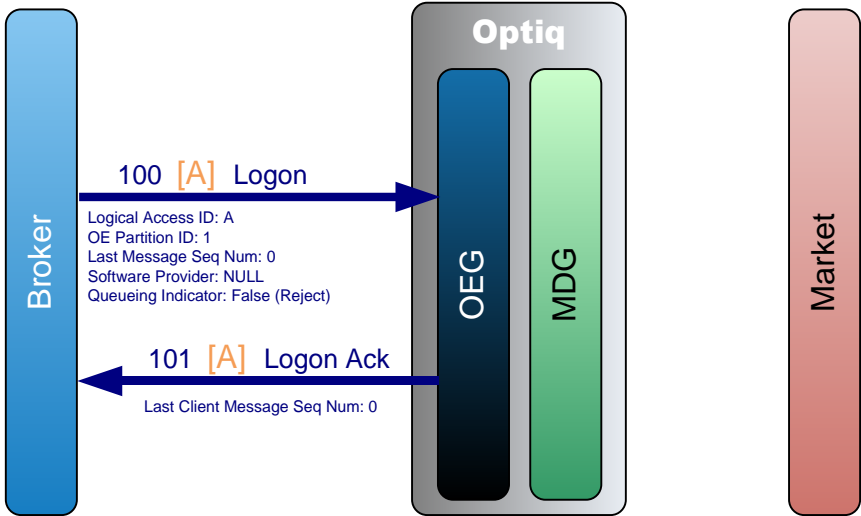 Optiq
Broker
100 [A] Logon
Logical Access ID: A
OE Partition ID: 1
Last Message Seq Num: 0
Software Provider: NULL
Queueing Indicator: False (Reject)
101 [A] Logon Ack
Last Client Message Seq Num: 0
OEG
MDG
Market